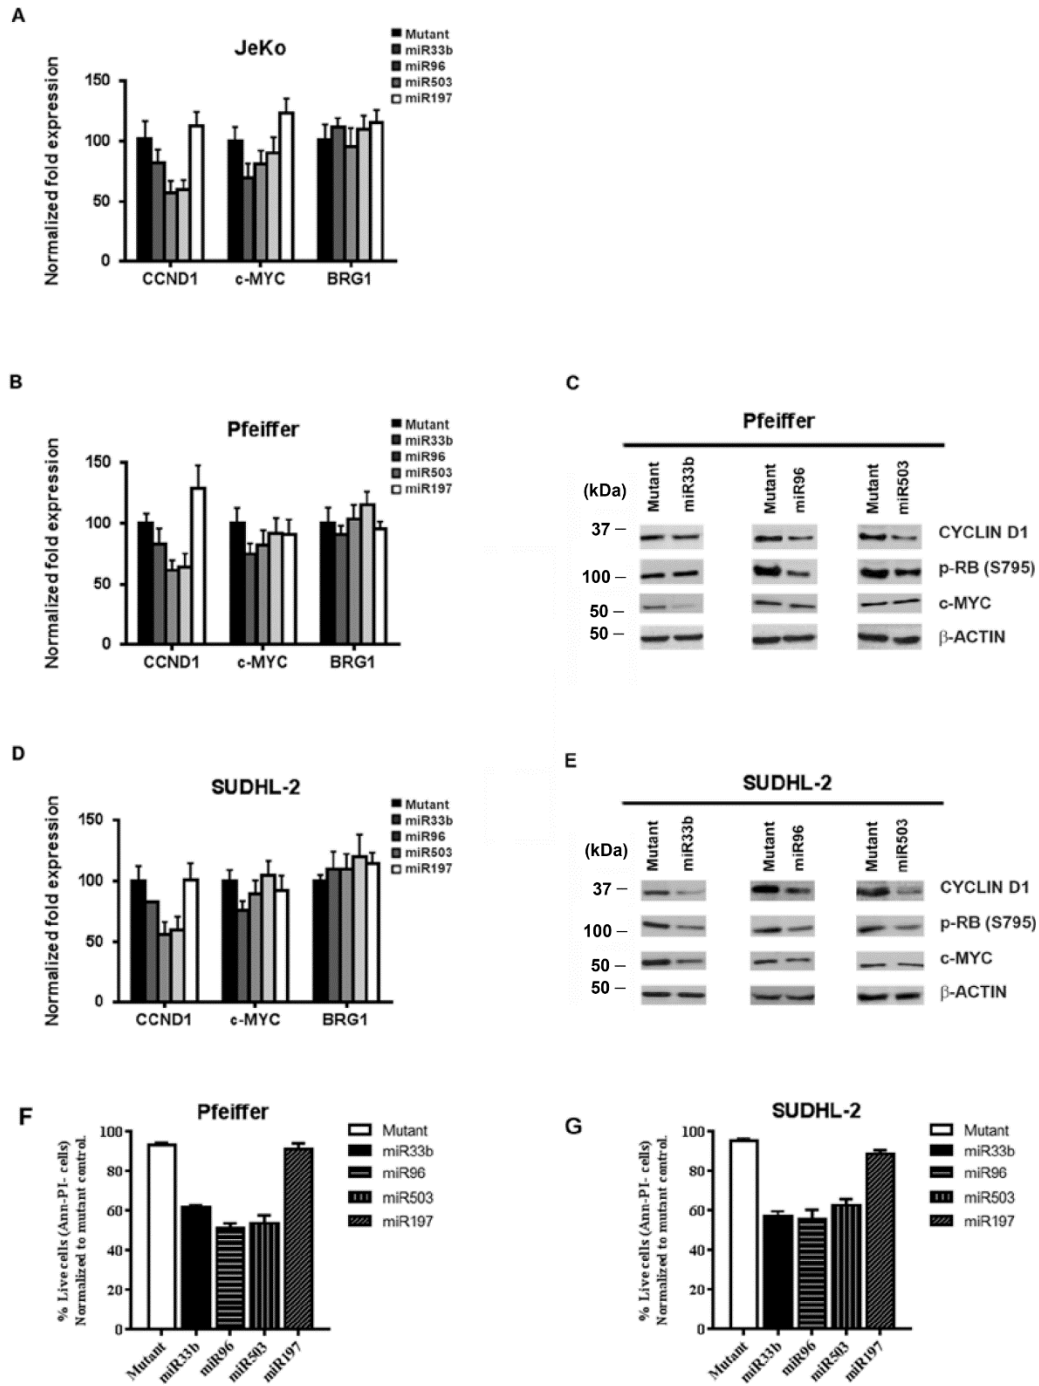 A
JeKo
Mutant
miR33b
miR96
miR503
miR197
Normalized fold expression
150
100
50
0
CCND1 c-MYC BRG1
B
Pfeiffer
Mutant
miR33b
miR96
miR503
miR197
Normalized fold expression
150
100
50
0
CCND1 c-MYC BRG1
C
Pfeiffer
(kDa)
Mutant miR33b Mutant miR96 Mutant miR503
37 CYCLIN D1
100 p-RB (S795)
50 c-MYC
50 β-ACTIN
D
SUDHL-2
Mutant
miR33b
miR96
miR503
miR197
Normalized fold expression
150
100
50
0
CCND1 c-MYC BRG1
E
SUDHL-2
(kDa)
Mutant miR33b Mutant miR96 Mutant miR503
37 CYCLIN D1
100 p-RB (S795)
50 c-MYC
50 β-ACTIN
F
Pfeiffer
% Live cells (Ann-PI- cells)
Normalized to mutant control.
100
80
60
40
20
0
Mutant miR33b miR96 miR503 miR197
Mutant
miR33b
miR96
miR503
miR197
G
SUDHL-2
% Live cells (Ann-PI- cells)
Normalized to mutant control.
100
80
60
40
20
0
Mutant miR33b miR96 miR503 miR197
Mutant
miR33b
miR96
miR503
miR197